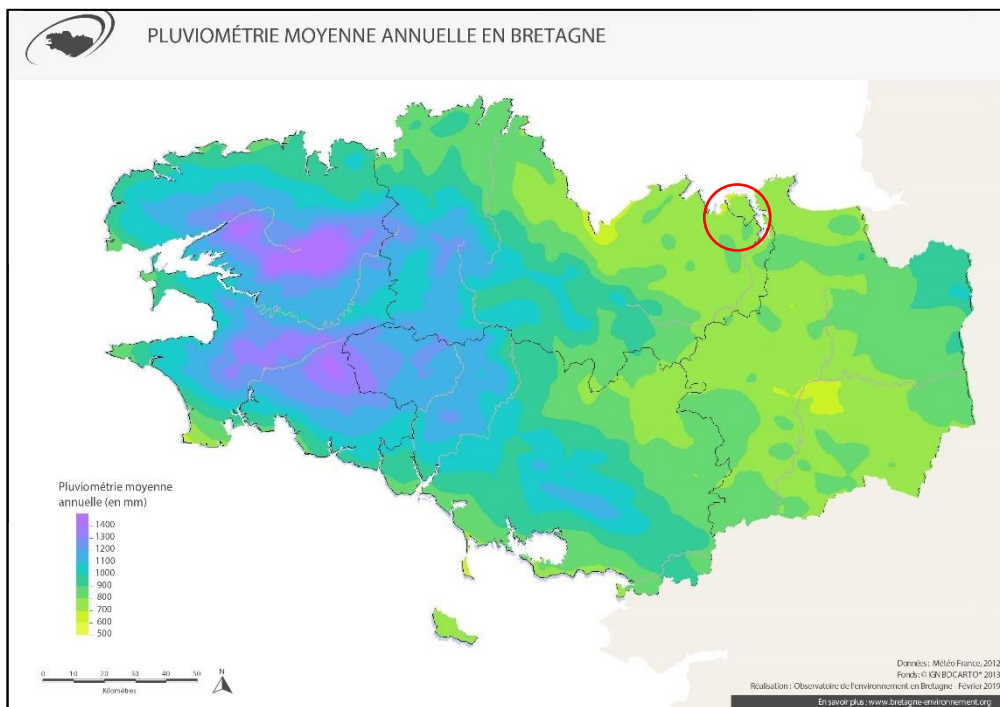 PLUVIOMÉTRIE MOYENNE ANNUELLE EN BRETAGNE
Pluviométrie moyenne
annuelle (en mm)
1400
1300
1200
1100
1000
900
800
700
600
500
0 10 20 30 40 50
Kilomètres
N
Données : Météo France, 2012
Fonds : © IGN BDCARTO® 2013
Réalisation : Observatoire de l'environnement en Bretagne - Février 2019
En savoir plus : www.bretagne-environnement.org